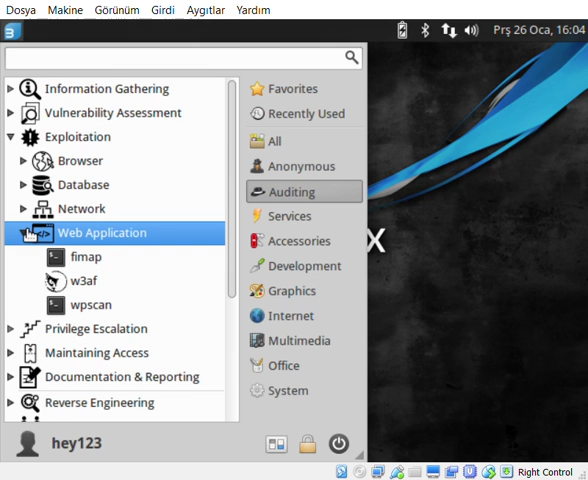 Dosya Makine Görünüm Girdi Aygıtlar Yardım
Prş 26 Oca, 16:04
Information Gathering
Vulnerability Assessment
Exploitation
Browser
Database
Network
Web Application
fimap
w3af
wpscan
Privilege Escalation
Maintaining Access
Documentation & Reporting
Reverse Engineering
Favorites
Recently Used
All
Anonymous
Auditing
Services
Accessories
Development
Graphics
Internet
Multimedia
Office
System
X
hey123
Right Control